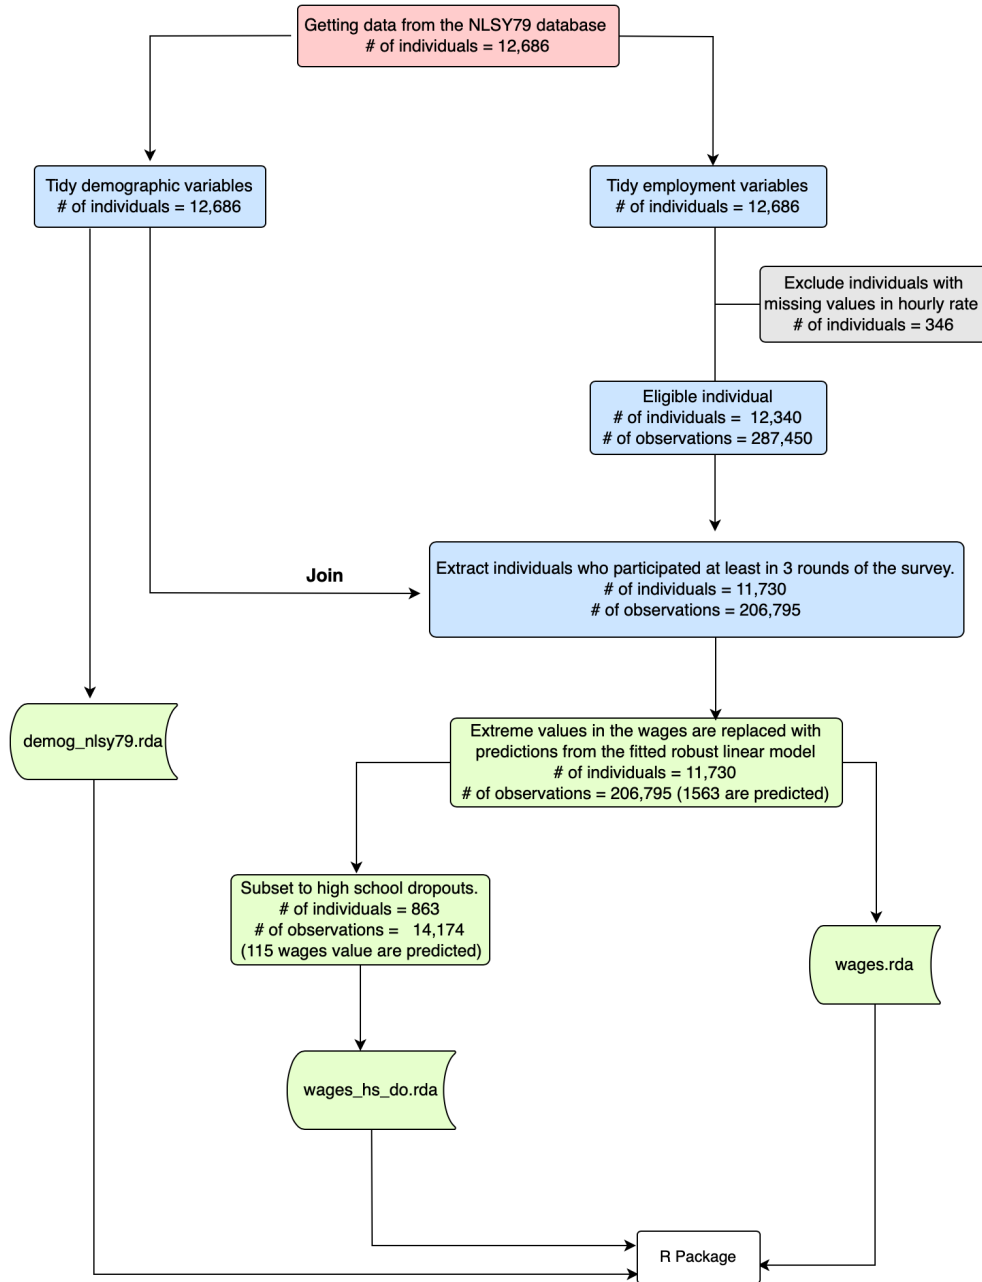 Getting data from the NLSY79 database
# of individuals = 12,686
Tidy demographic variables
# of individuals = 12,686
Tidy employment variables
# of individuals = 12,686
Exclude individuals with
missing values in hourly rate
# of individuals = 346
Eligible individual
# of individuals = 12,340
# of observations = 287,450
Join
Extract individuals who participated at least in 3 rounds of the survey.
# of individuals = 11,730
# of observations = 206,795
demog_nlsy79.rda
Extreme values in the wages are replaced with
predictions from the fitted robust linear model
# of individuals = 11,730
# of observations = 206,795 (1563 are predicted)
Subset to high school dropouts.
# of individuals = 863
# of observations = 14,174
(115 wages value are predicted)
wages.rda
wages_hs_do.rda
R Package